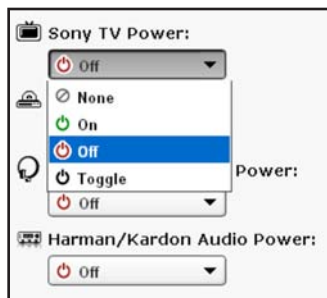 Sony TV Power:
Off
None
On
Off
Toggle
Power:
Off
Harman/Kardon Audio Power:
Off